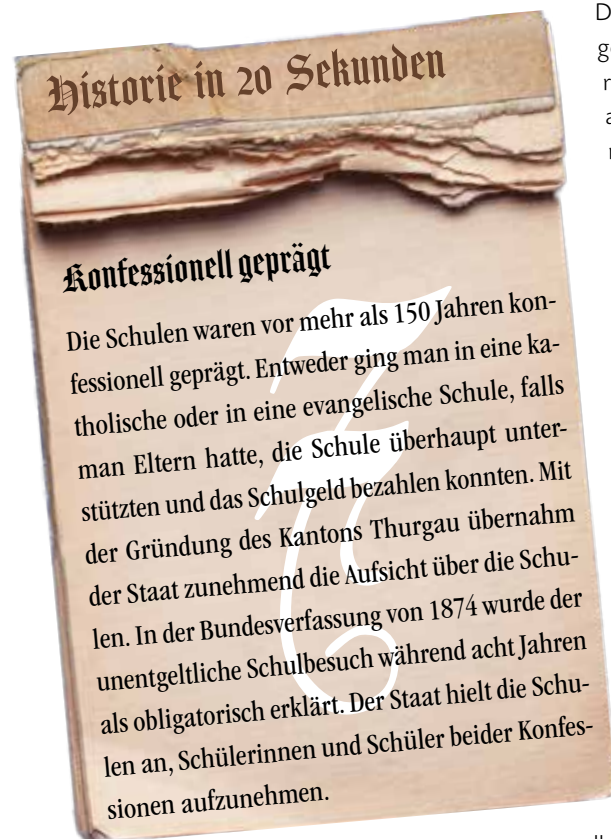 Historie in 20 Sekunden
Konfessionell geprägt
Die Schulen waren vor mehr als 150 Jahren kon-
fessionell geprägt. Entweder ging man in eine ka-
tholische oder in eine evangelische Schule, falls
man Eltern hatte, die Schule überhaupt unter-
stützten und das Schulgeld bezahlen konnten. Mit
der Gründung des Kantons Thurgau übernahm
der Staat zunehmend die Aufsicht über die Schu-
len. In der Bundesverfassung von 1874 wurde der
unentgeltliche Schulbesuch während acht Jahren
als obligatorisch erklärt. Der Staat hielt die Schu-
len an, Schülerinnen und Schüler beider Konfes-
sionen aufzunehmen.